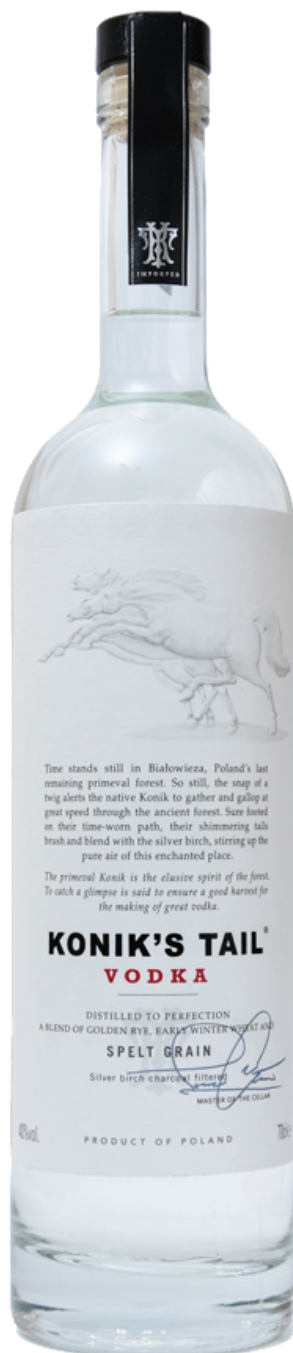 IMPORTED
Time stands still in Białowieza, Poland's last
remaining primeval forest. So still, the snap of a
twig alerts the native Konik to gather and gallop at
great speed through the ancient forest. Sure footed
on their time-worn path, their shimmering tails
brush and blend with the silver birch, stirring up the
pure air of this enchanted place.
The primeval Konik is the elusive spirit of the forest.
To catch a glimpse is said to ensure a good harvest for
the making of great vodka.
KONIK'S TAIL®
VODKA
DISTILLED TO PERFECTION
A BLEND OF GOLDEN RYE, EARLY WINTER WHEAT AND
SPELT GRAIN
Silver birch charcoal filtered
MASTER OF THE CELLAR
40%vol.
PRODUCT OF POLAND